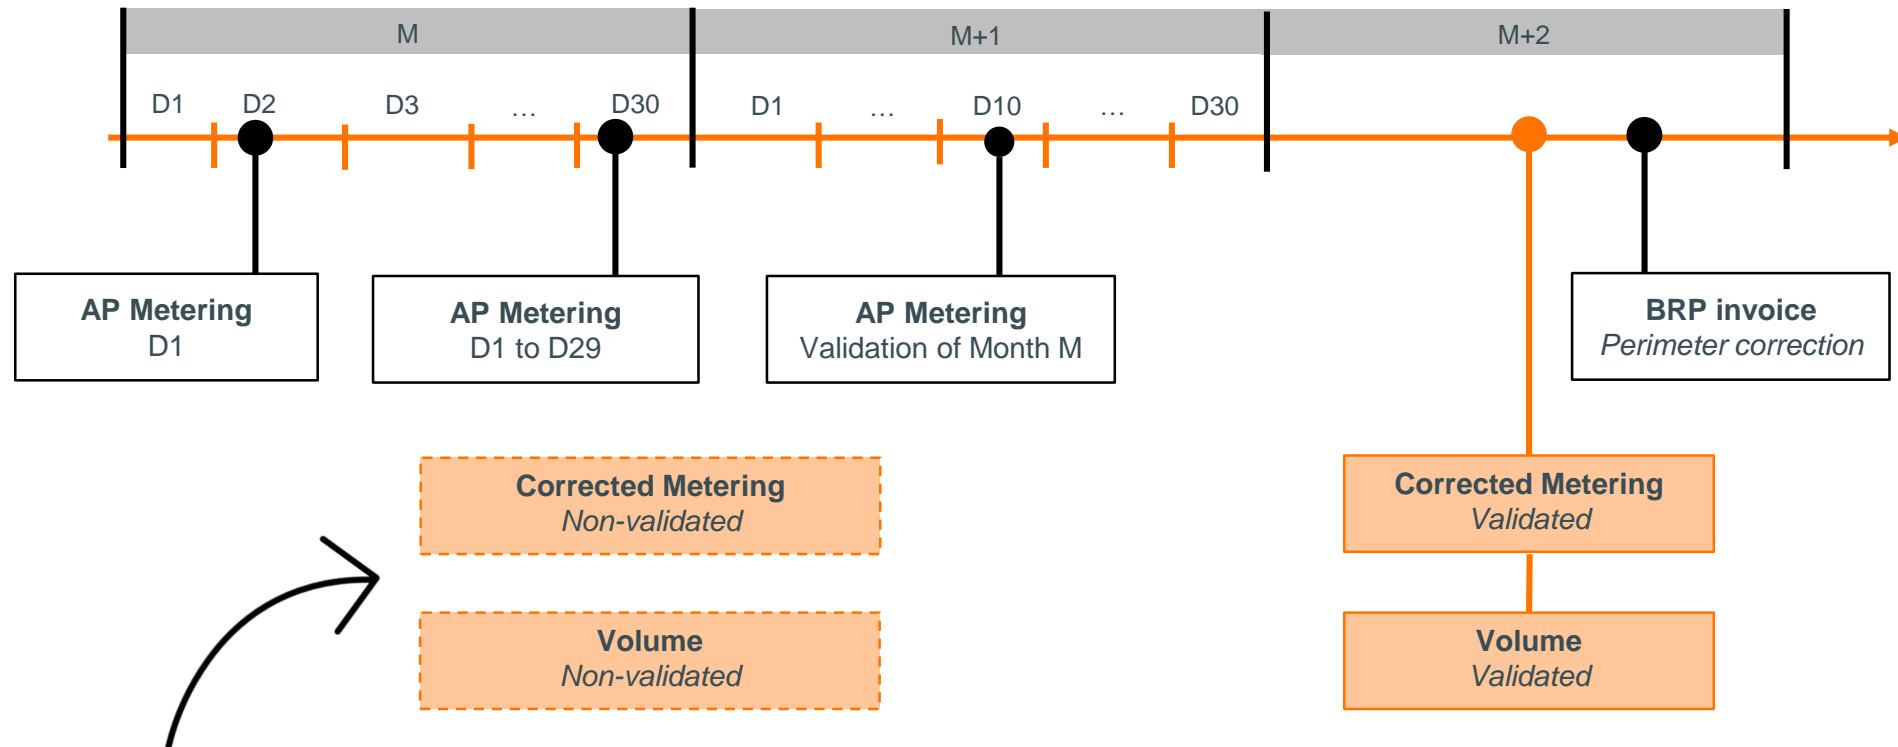 M
M+1
M+2
D1
D2
D3
…
D30
D1
…
D10
…
D30
AP Metering
D1
AP Metering
D1 to D29
AP Metering
Validation of Month M
BRP invoice
Perimeter correction
Corrected Metering
Non-validated
Corrected Metering
Validated
Volume
Non-validated
Volume
Validated